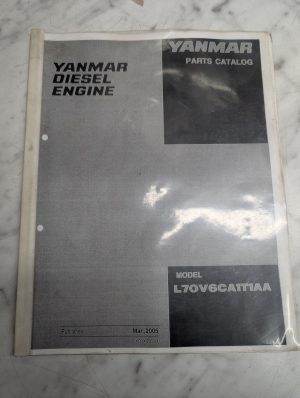 YANMAR
PARTS CATALOG
YANMAR
DIESEL
ENGINE
MODEL
L70V6CA1T1AA
Mar.2005